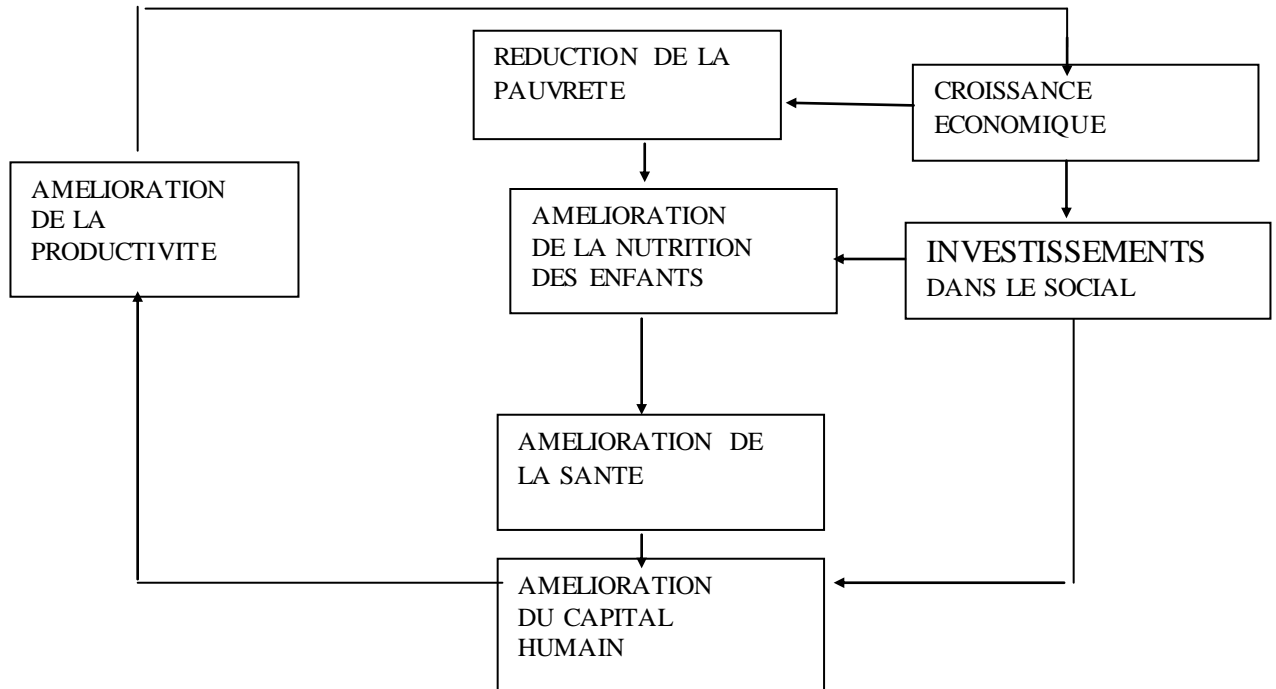 REDUCTION DE LA
PAUVRETE
CROISSANCE
ECONOMIQUE
AMELIORATION
DE LA
PRODUCTIVITE
AMELIORATION
DE LA NUTRITION
DES ENFANTS
INVESTISSEMENTS
DANS LE SOCIAL
AMELIORATION DE
LA SANTE
AMELIORATION
DU CAPITAL
HUMAIN